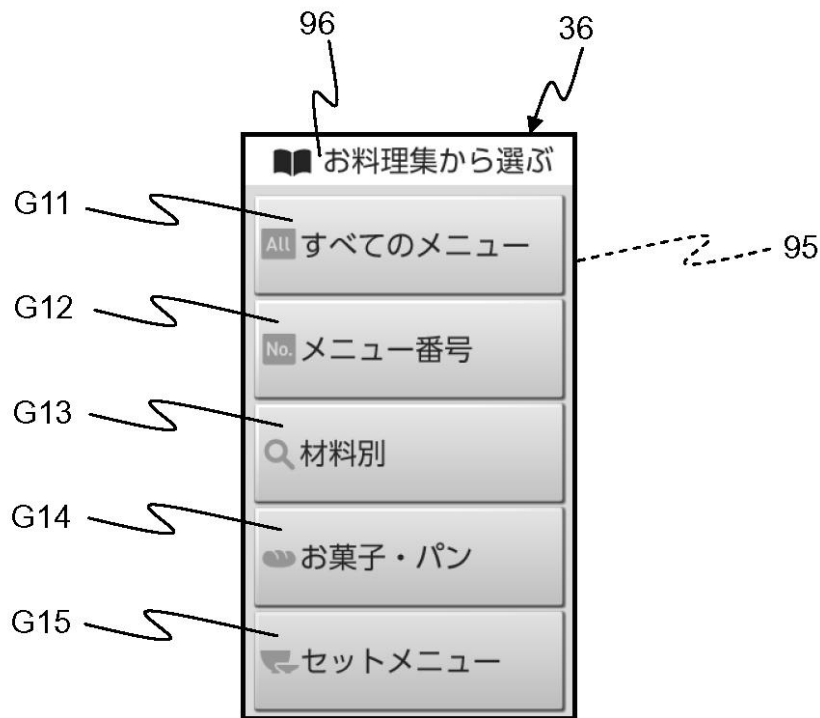 96
36
お料理集から選ぶ
G11
All すべてのメニュー
95
G12
No. メニュー番号
G13
材料別
G14
お菓子・パン
G15
セットメニュー